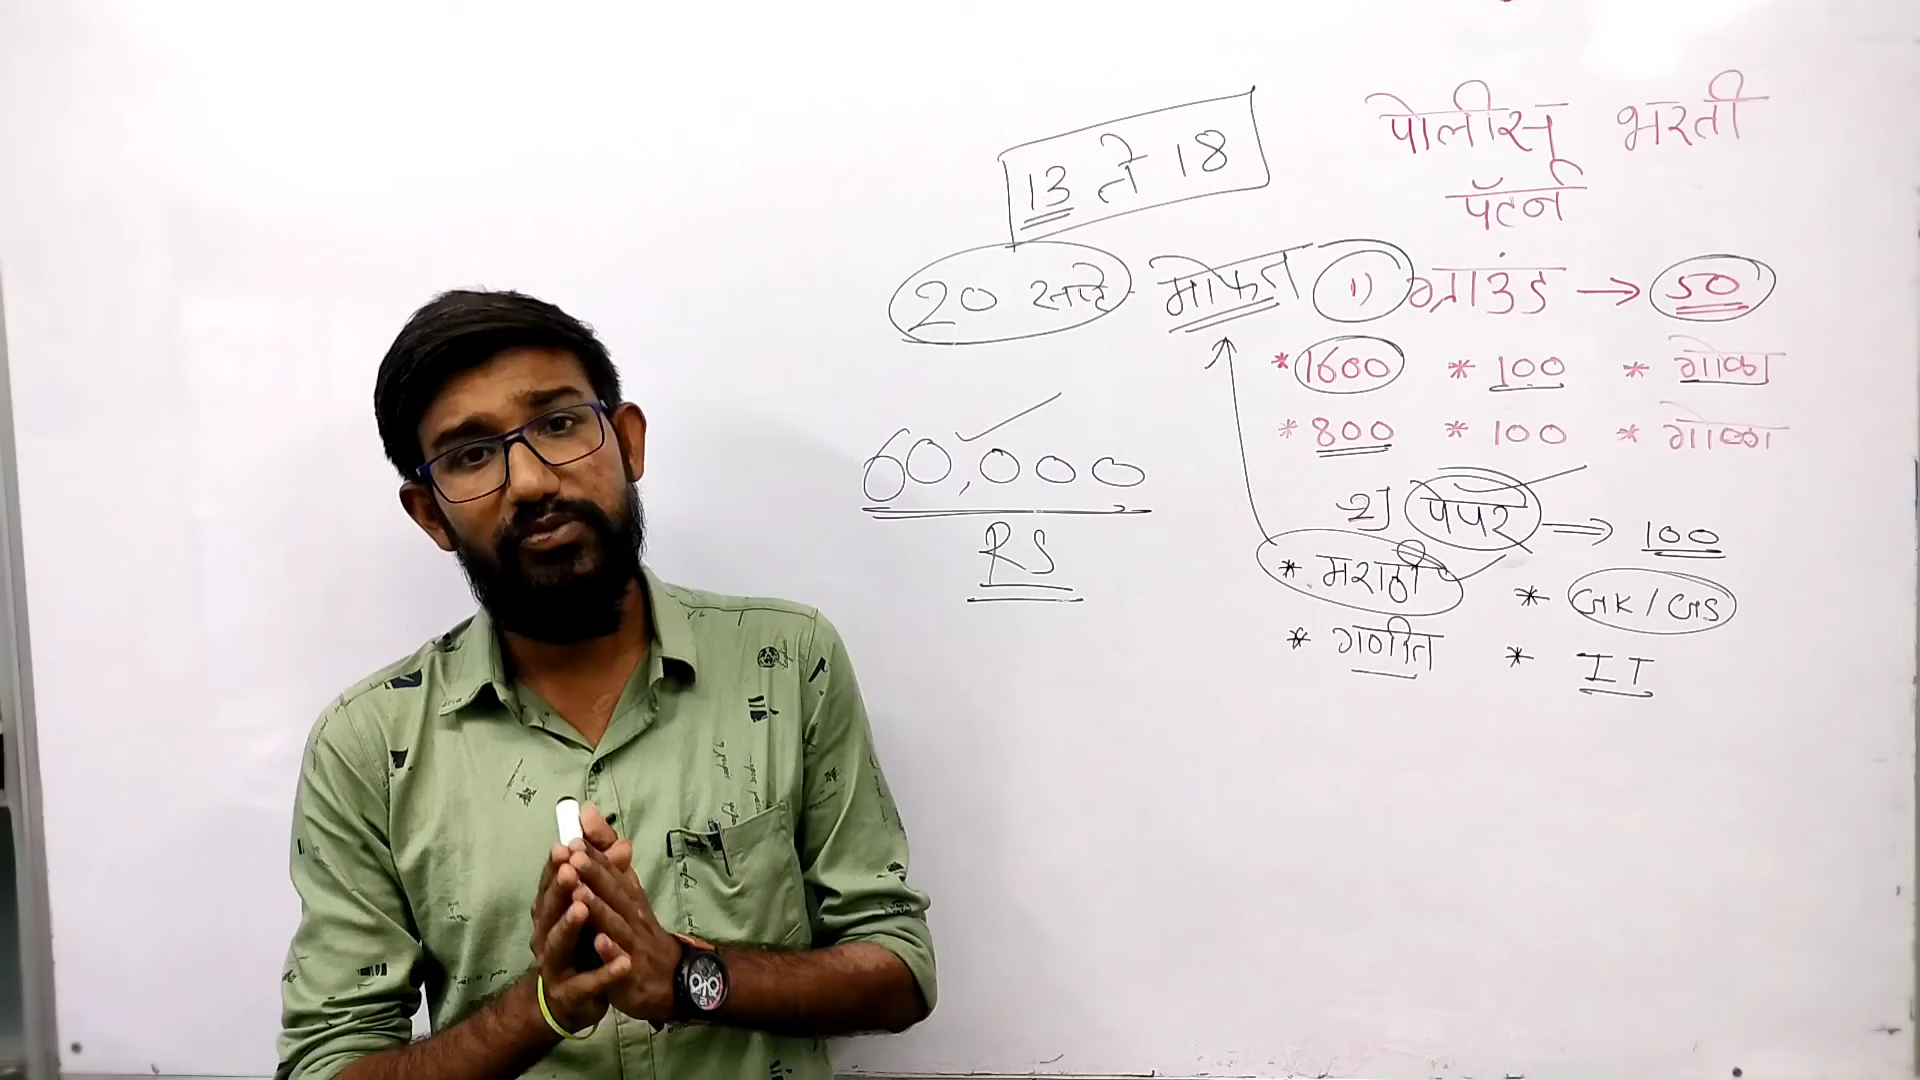 पोलीस भरती
पॅटर्न
13 ते 18
20 मोफत
1) ग्राउंड → 50
* 1600 * 100 * गोळा
* 800 * 100 * गोळा
60,000
RS
2) पेपर → 100
* मराठी * GK/GS
* गणित * IT